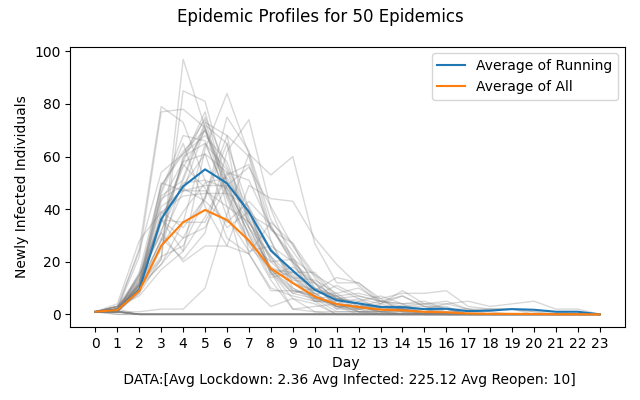 Epidemic Profiles for 50 Epidemics
Newly Infected Individuals
100
80
60
40
20
0
Average of Running
Average of All
0 1 2 3 4 5 6 7 8 9 10 11 12 13 14 15 16 17 18 19 20 21 22 23
Day
DATA:[Avg Lockdown: 2.36 Avg Infected: 225.12 Avg Reopen: 10]